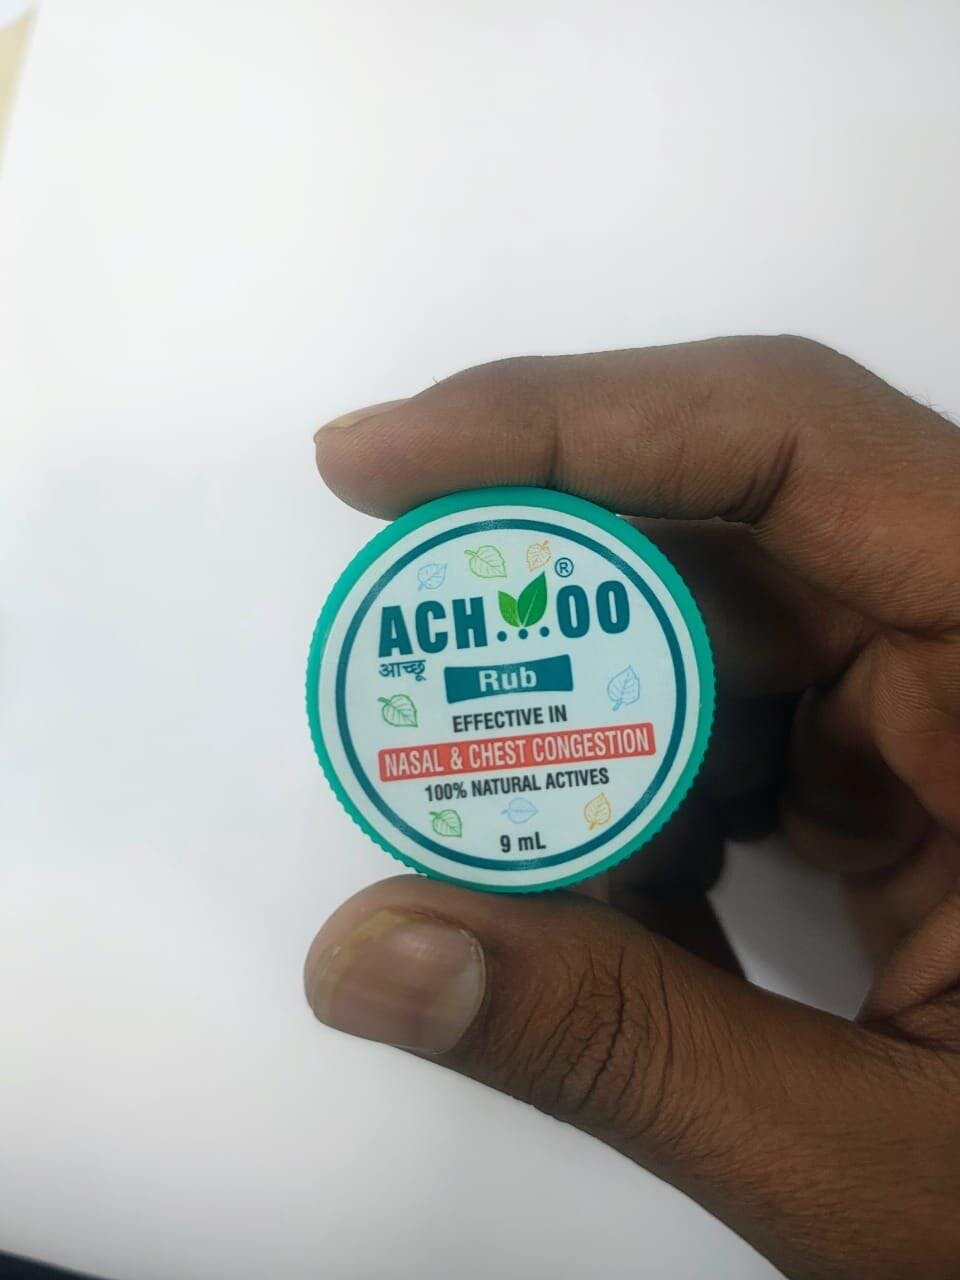 ACH...OO®
आच्छू
Rub
EFFECTIVE IN
NASAL & CHEST CONGESTION
100% NATURAL ACTIVES
9 mL